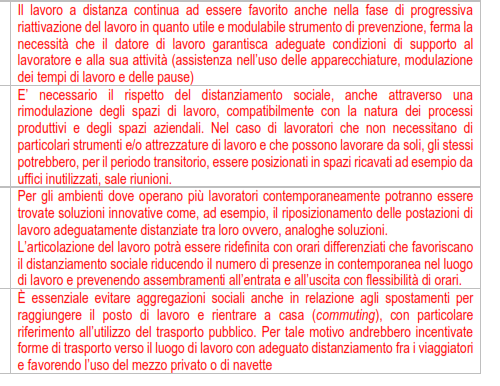 Il lavoro a distanza continua ad essere favorito anche nella fase di progressiva
riattivazione del lavoro in quanto utile e modulabile strumento di prevenzione, ferma la
necessità che il datore di lavoro garantisca adeguate condizioni di supporto al
lavoratore e alla sua attività (assistenza nell'uso delle apparecchiature, modulazione
dei tempi di lavoro e delle pause)
E' necessario il rispetto del distanziamento sociale, anche attraverso una
rimodulazione degli spazi di lavoro, compatibilmente con la natura dei processi
produttivi e degli spazi aziendali. Nel caso di lavoratori che non necessitano di
particolari strumenti e/o attrezzature di lavoro e che possono lavorare da soli, gli stessi
potrebbero, per il periodo transitorio, essere posizionati in spazi ricavati ad esempio da
uffici inutilizzati, sale riunioni.
Per gli ambienti dove operano più lavoratori contemporaneamente potranno essere
trovate soluzioni innovative come, ad esempio, il riposizionamento delle postazioni di
lavoro adeguatamente distanziate tra loro ovvero, analoghe soluzioni.
L'articolazione del lavoro potrà essere ridefinita con orari differenziati che favoriscano
il distanziamento sociale riducendo il numero di presenze in contemporanea nel luogo
di lavoro e prevenendo assembramenti all'entrata e all'uscita con flessibilità di orari.
È essenziale evitare aggregazioni sociali anche in relazione agli spostamenti per
raggiungere il posto di lavoro e rientrare a casa (commuting), con particolare
riferimento all'utilizzo del trasporto pubblico. Per tale motivo andrebbero incentivate
forme di trasporto verso il luogo di lavoro con adeguato distanziamento fra i viaggiatori
e favorendo l'uso del mezzo privato o di navette